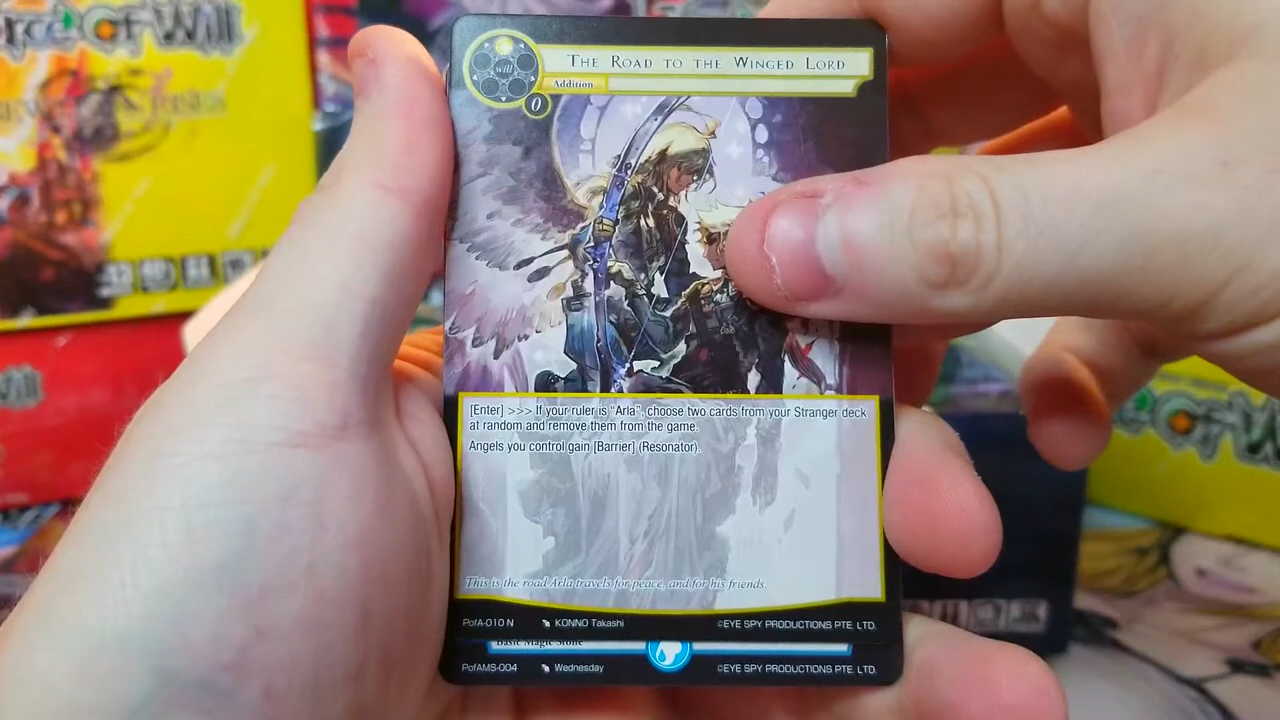 OF WILL
THE ROAD TO THE WINGED LORD
will
Addition
0
[Enter] >>> If your ruler is "Arla", choose two cards from your Stranger deck
at random and remove them from the game.
Angels you control gain [Barrier] (Resonator).
This is the road Arla travels for peace, and for his friends.
PofA-010 N KONNO Takashi ©EYE SPY PRODUCTIONS PTE. LTD.
Basic Magic Stone
PofAMS-004 Wednesday ©EYE SPY PRODUCTIONS PTE. LTD.